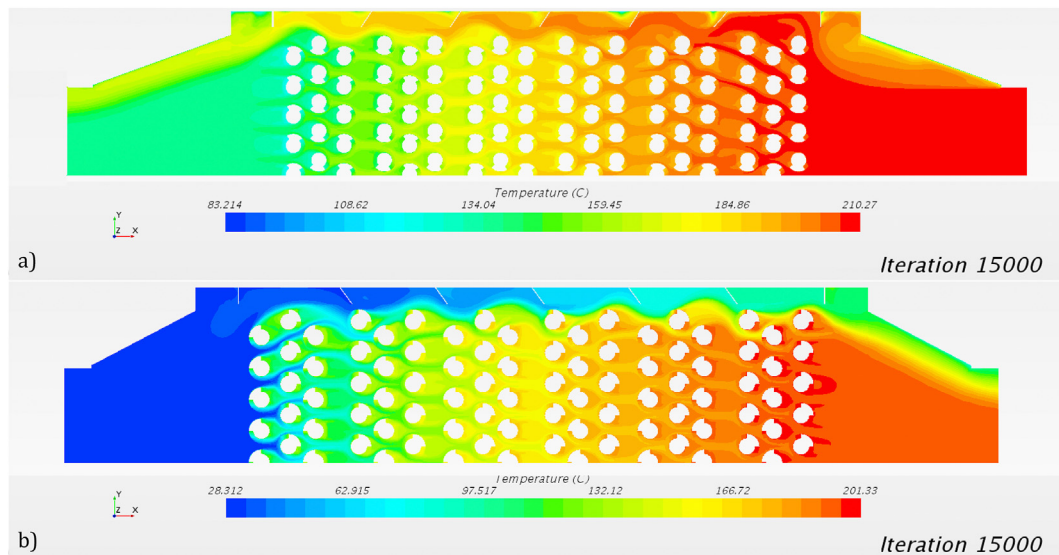 Temperature (C)
83.214 108.62 134.04 159.45 184.86 210.27
Y
Z X
a)
Iteration 15000
Temperature (C)
28.312 62.915 97.517 132.12 166.72 201.33
Y
Z X
b)
Iteration 15000